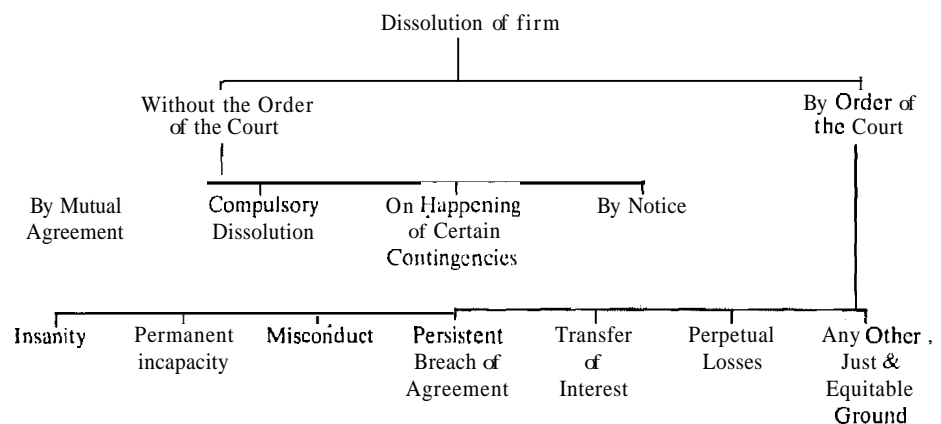 Dissolution of firm
Without the Order
of the Court
By Order of
the Court
By Mutual
Agreement
Compulsory
Dissolution
On Happening
of Certain
Contingencies
By Notice
Insanity
Permanent
incapacity
Misconduct
Persistent
Breach of
Agreement
Transfer
of
Interest
Perpetual
Losses
Any Other,
Just &
Equitable
Ground